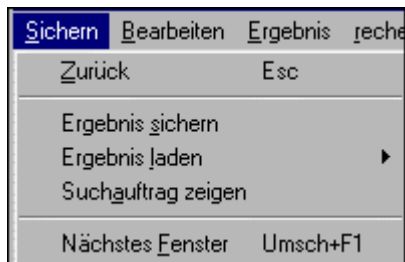 Sichern Bearbeiten Ergebnis reche
Zurück Esc
Ergebnis sichern
Ergebnis laden
Suchauftrag zeigen
Nächstes Fenster Umsch+F1